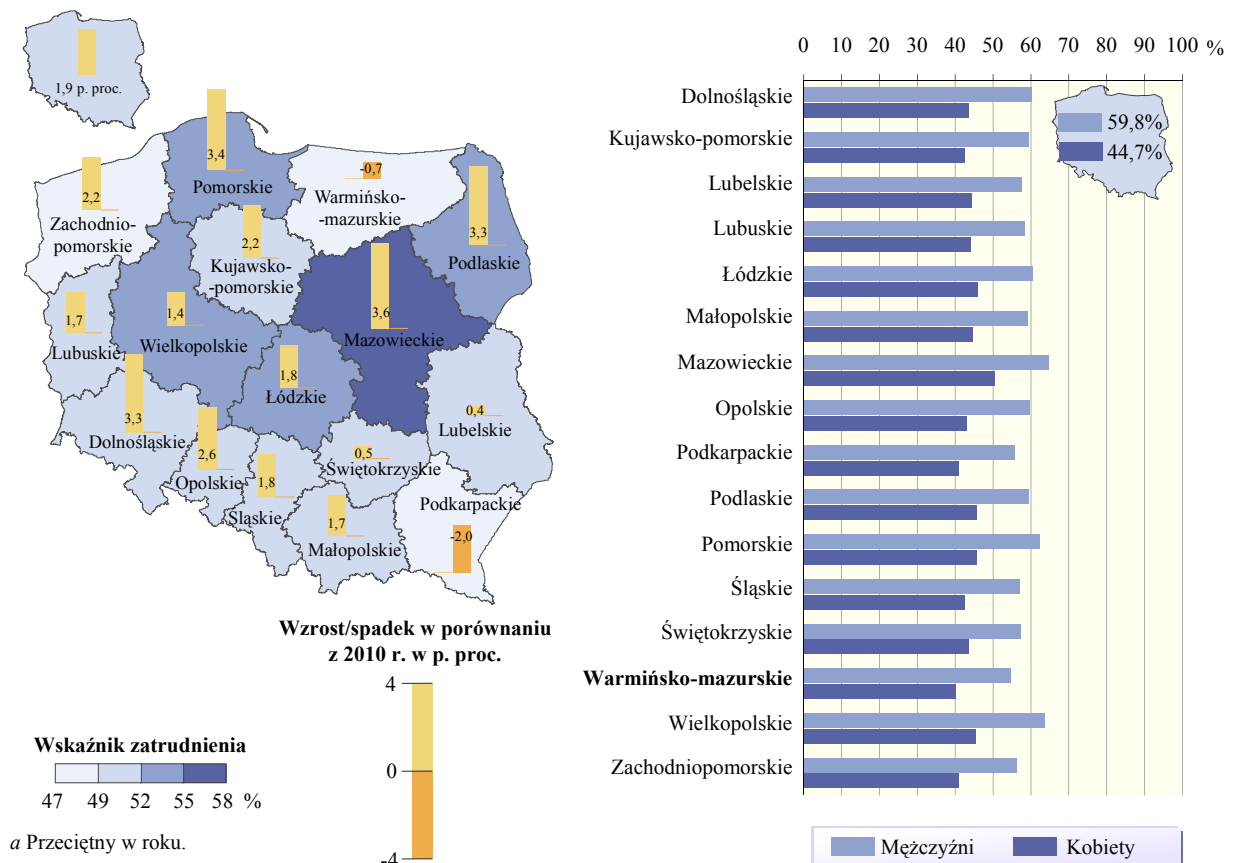 1,9 p. proc.
3,4
Pomorskie
2,2
Zachodnio-
pomorskie
-0,7
Warmińsko-
-mazurskie
3,3
Podlaskie
2,2
Kujawsko-
-pomorskie
3,6
Mazowieckie
1,7
Lubuskie
1,4
Wielkopolskie
1,8
Łódzkie
3,3
Dolnośląskie
0,4
Lubelskie
2,6
Opolskie
1,8
Śląskie
0,5
Świętokrzyskie
1,7
Małopolskie
Podkarpackie
-2,0
Wzrost/spadek w porównaniu
z 2010 r. w p. proc.
4
0
-4
Wskaźnik zatrudnienia
47 49 52 55 58 %
a Przeciętny w roku.
0 10 20 30 40 50 60 70 80 90 100 %
59,8%
44,7%
Dolnośląskie
Kujawsko-pomorskie
Lubelskie
Lubuskie
Łódzkie
Małopolskie
Mazowieckie
Opolskie
Podkarpackie
Podlaskie
Pomorskie
Śląskie
Świętokrzyskie
Warmińsko-mazurskie
Wielkopolskie
Zachodniopomorskie
Mężczyźni Kobiety